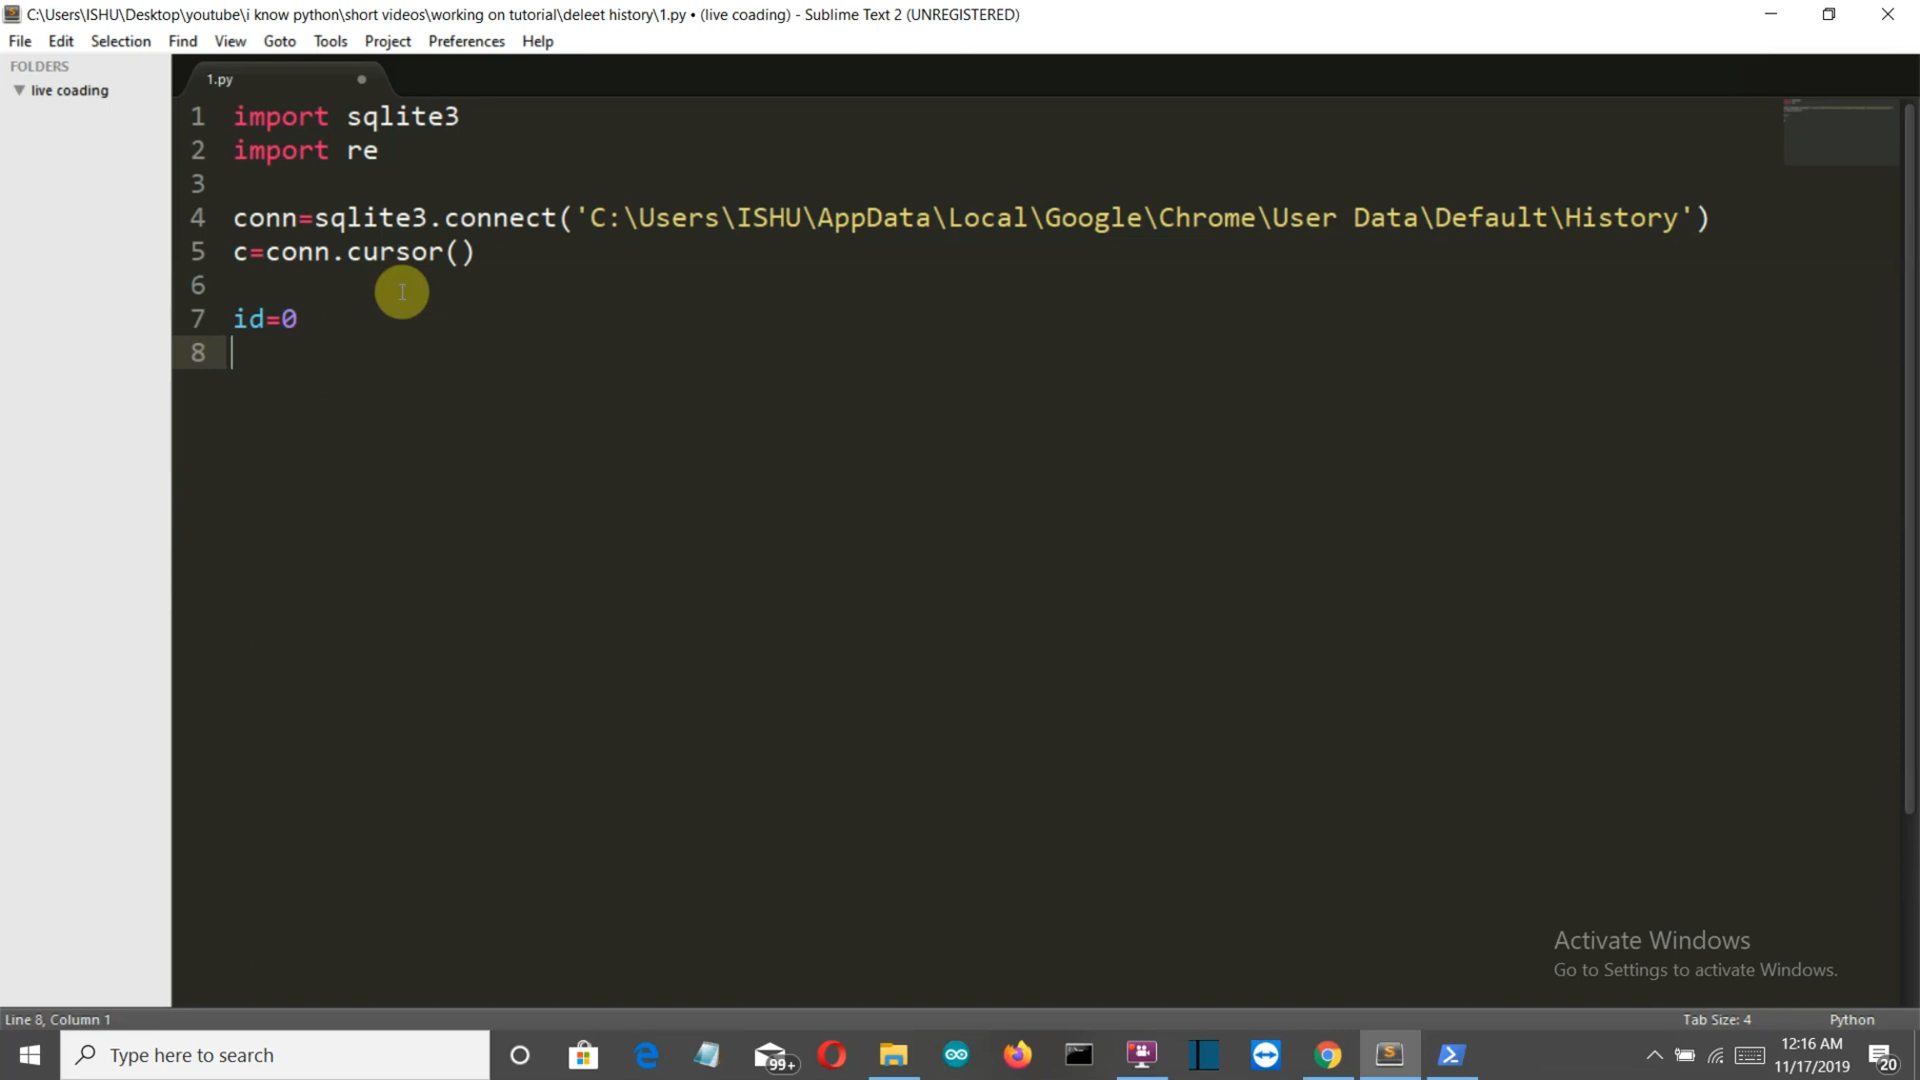 C:\Users\ISHU\Desktop\youtube\i know python\short videos\working on tutorial\deleet history\1.py • (live coading) - Sublime Text 2 (UNREGISTERED)
File Edit Selection Find View Goto Tools Project Preferences Help
FOLDERS
live coading
1.py
1 import sqlite3
2 import re
3
4 conn=sqlite3.connect('C:\Users\ISHU\AppData\Local\Google\Chrome\User Data\Default\History')
5 c=conn.cursor()
6
7 id=0
8
Activate Windows
Go to Settings to activate Windows.
Line 8, Column 1 Tab Size: 4 Python
Type here to search
99+
12:16 AM
11/17/2019
20